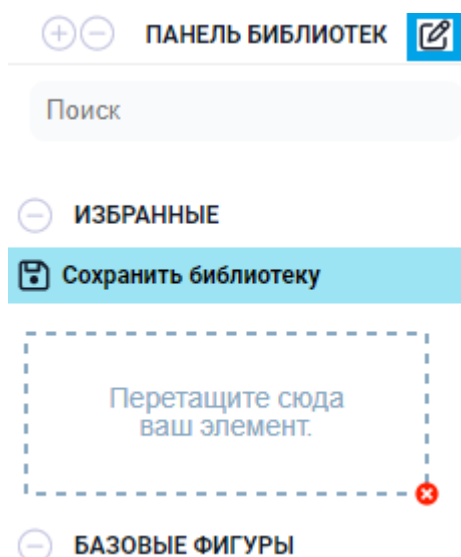 ПАНЕЛЬ БИБЛИОТЕК
Поиск
ИЗБРАННЫЕ
Сохранить библиотеку
Перетащите сюда
ваш элемент.
БАЗОВЫЕ ФИГУРЫ